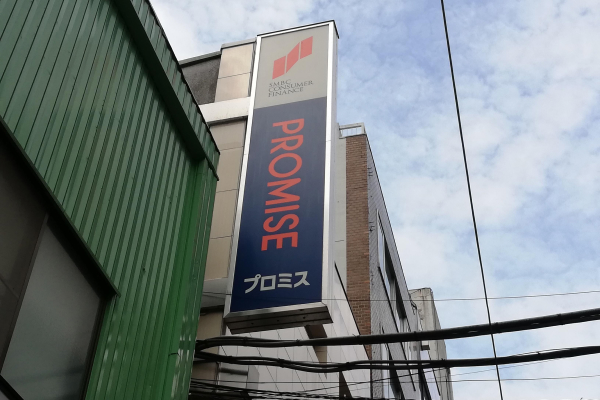 SMBC
CONSUMER
FINANCE
PROMISE
プロミス